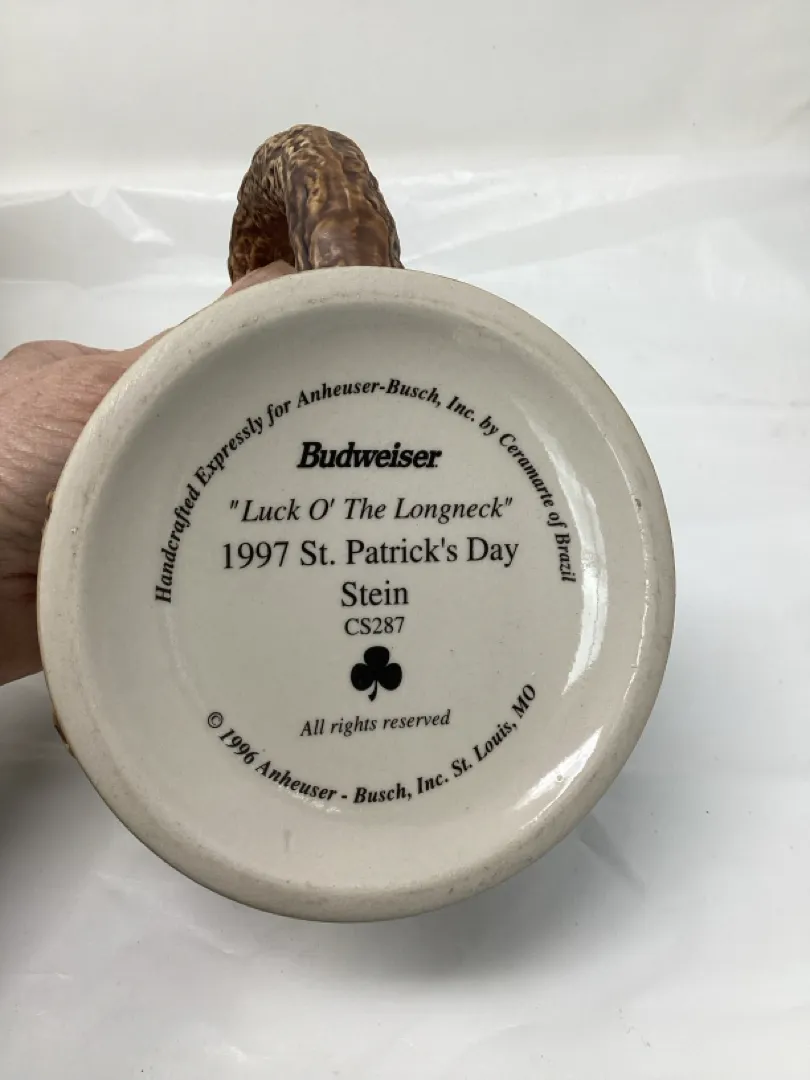 Handcrafted Expressly for Anheuser-Busch, Inc. by Ceramarte of Brazil
Budweiser
"Luck O' The Longneck"
1997 St. Patrick's Day
Stein
CS287
All rights reserved
© 1996 Anheuser - Busch, Inc. St. Louis, MO